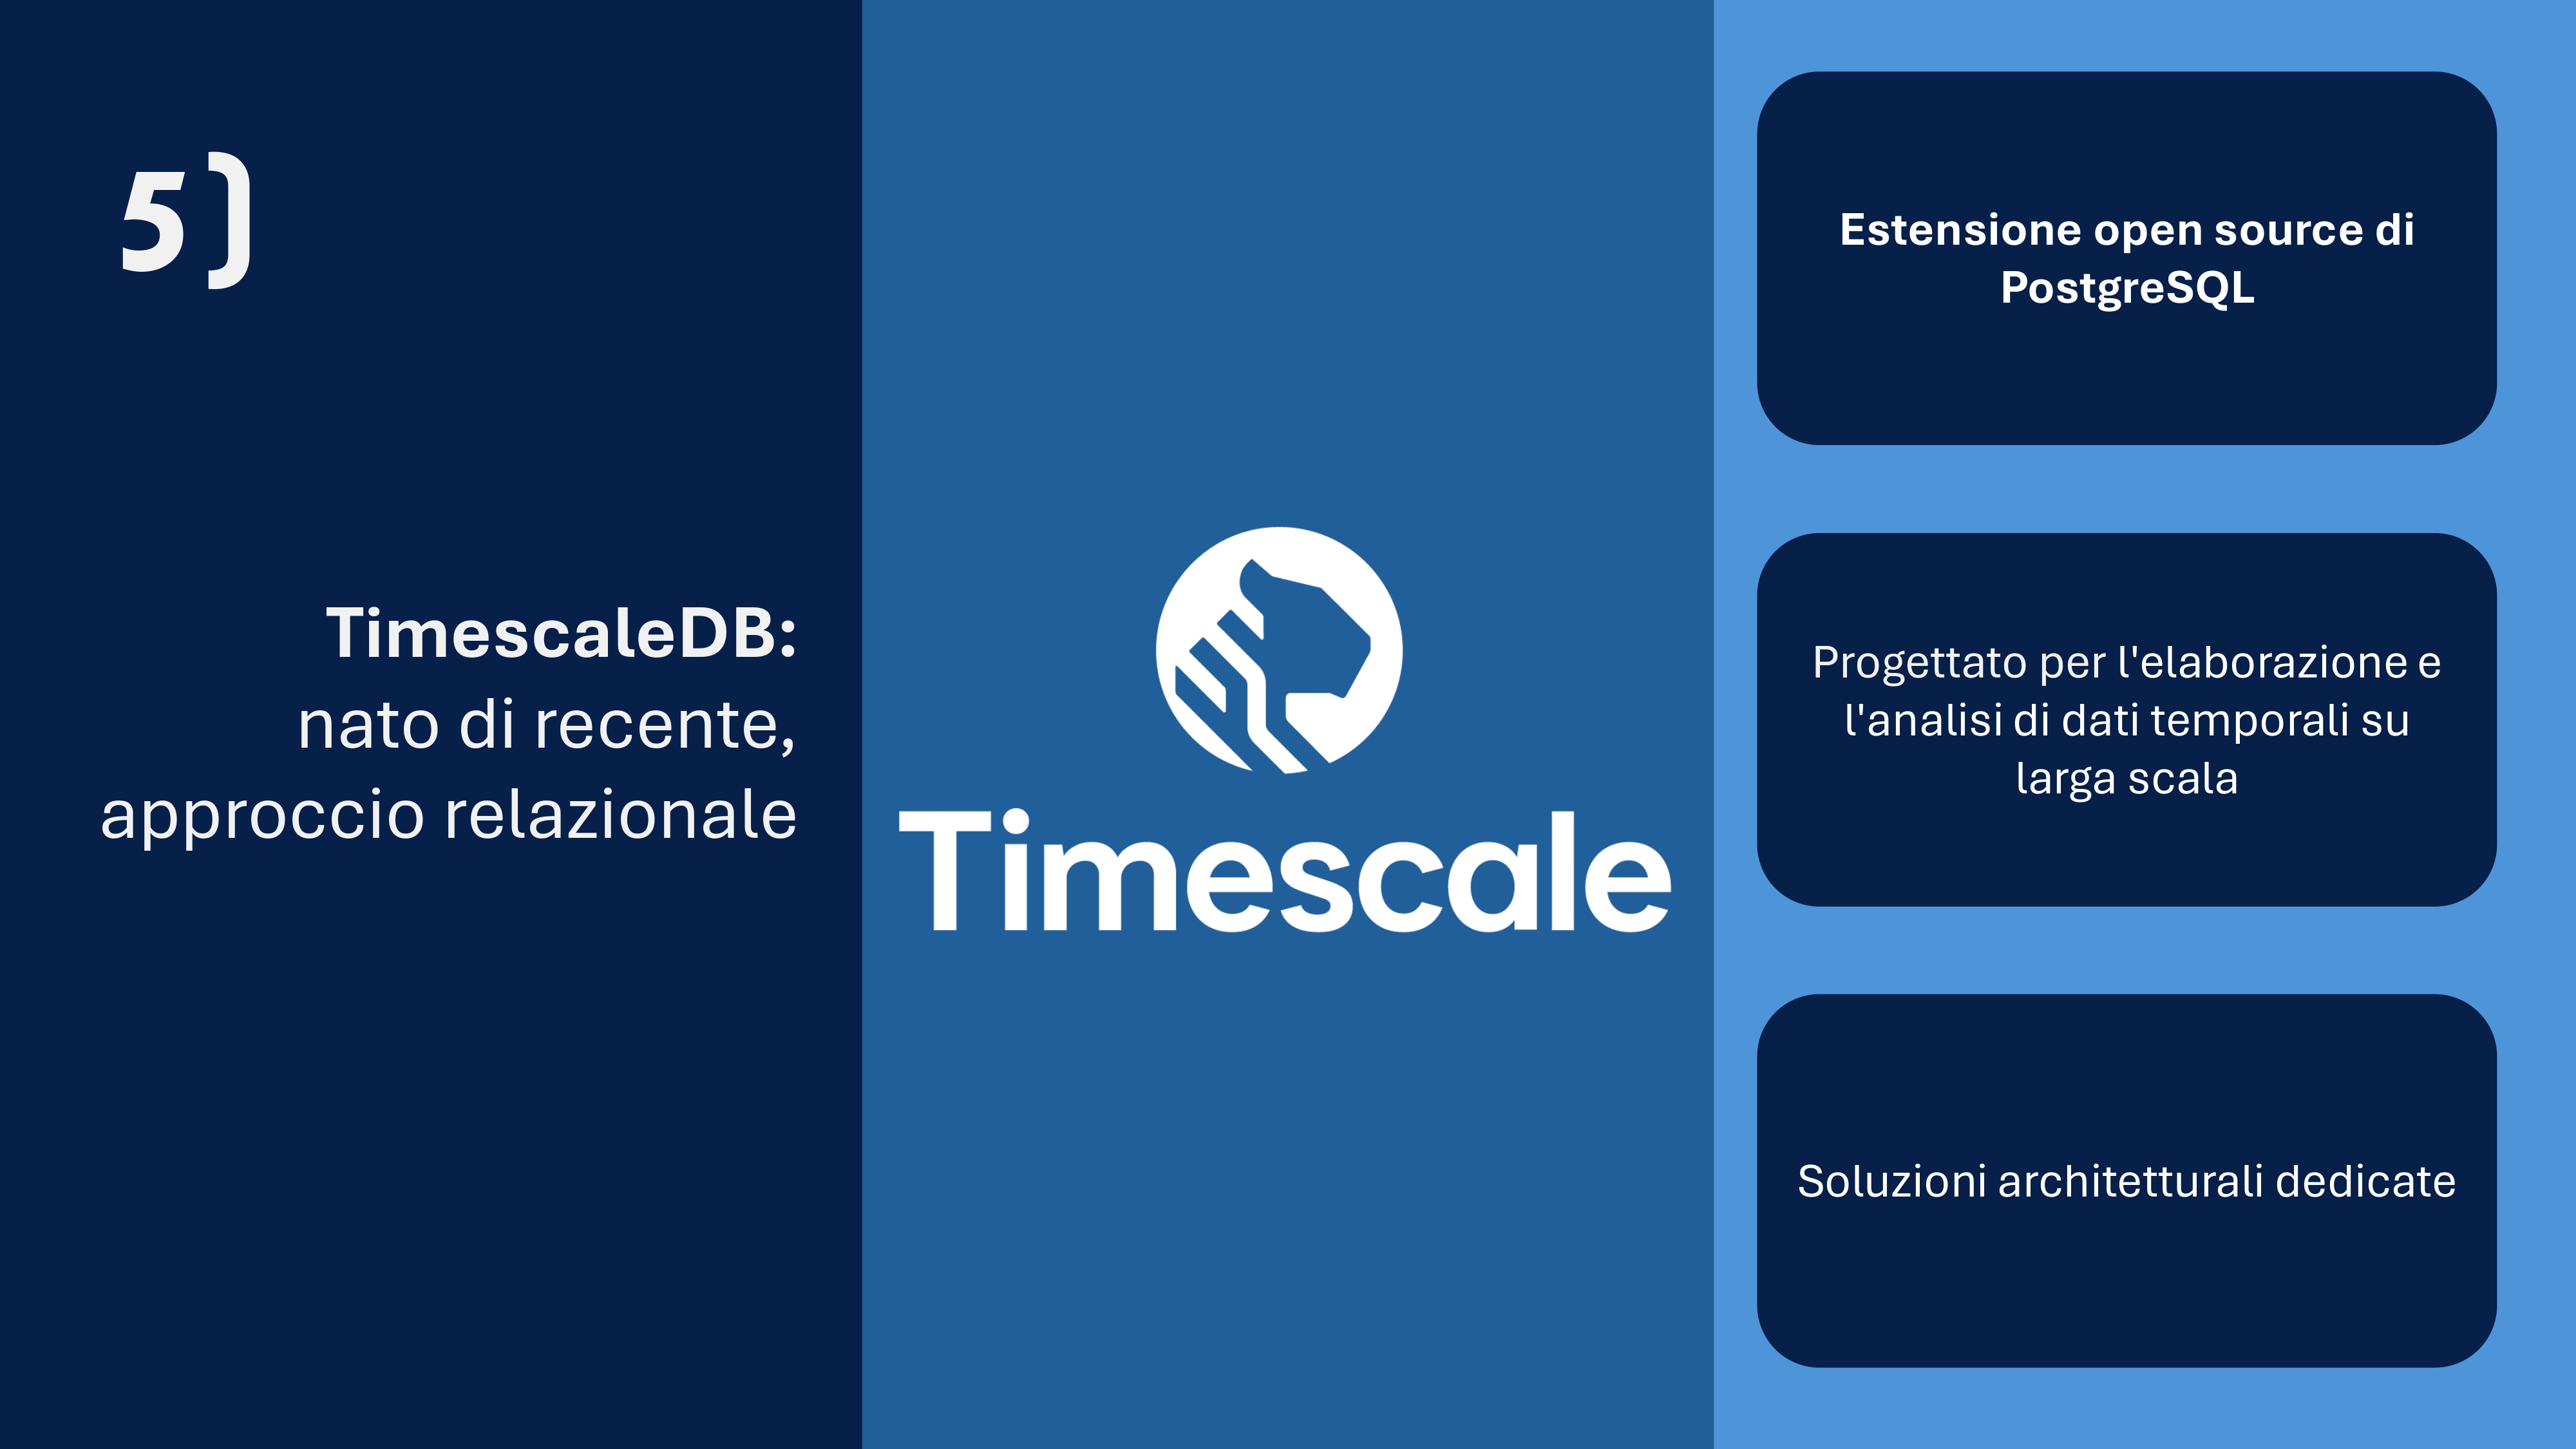 5)
TimescaleDB:
nato di recente,
approccio relazionale
Timescale
Estensione open source di
PostgreSQL
Progettato per l'elaborazione e
l'analisi di dati temporali su
larga scala
Soluzioni architetturali dedicate